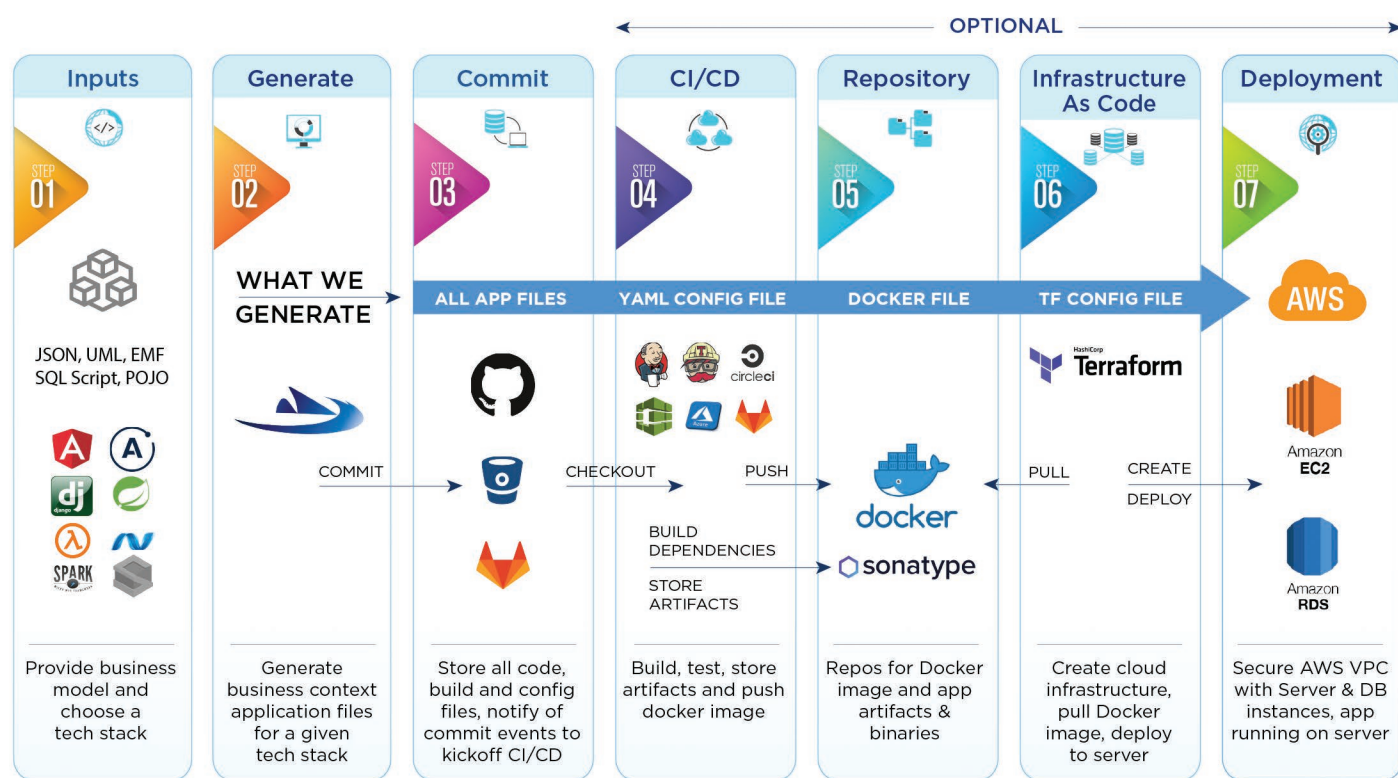 OPTIONAL
Inputs
STEP
01
JSON, UML, EMF
SQL Script, POJO
django
dj
SPARK
Provide business
model and
choose a
tech stack
Generate
STEP
02
WHAT WE
GENERATE
COMMIT
Generate
business context
application files
for a given
tech stack
Commit
STEP
03
ALL APP FILES
CHECKOUT
Store all code,
build and config
files, notify of
commit events to
kickoff CI/CD
CI/CD
STEP
04
YAML CONFIG FILE
circleci
Azure
PUSH
BUILD
DEPENDENCIES
STORE
ARTIFACTS
Build, test, store
artifacts and push
docker image
Repository
STEP
05
DOCKER FILE
docker
sonatype
Repos for Docker
image and app
artifacts &
binaries
Infrastructure
As Code
STEP
06
TF CONFIG FILE
HashiCorp
Terraform
PULL
CREATE
DEPLOY
Create cloud
infrastructure,
pull Docker
image, deploy
to server
Deployment
STEP
07
AWS
Amazon
EC2
Amazon
RDS
Secure AWS VPC
with Server & DB
instances, app
running on server